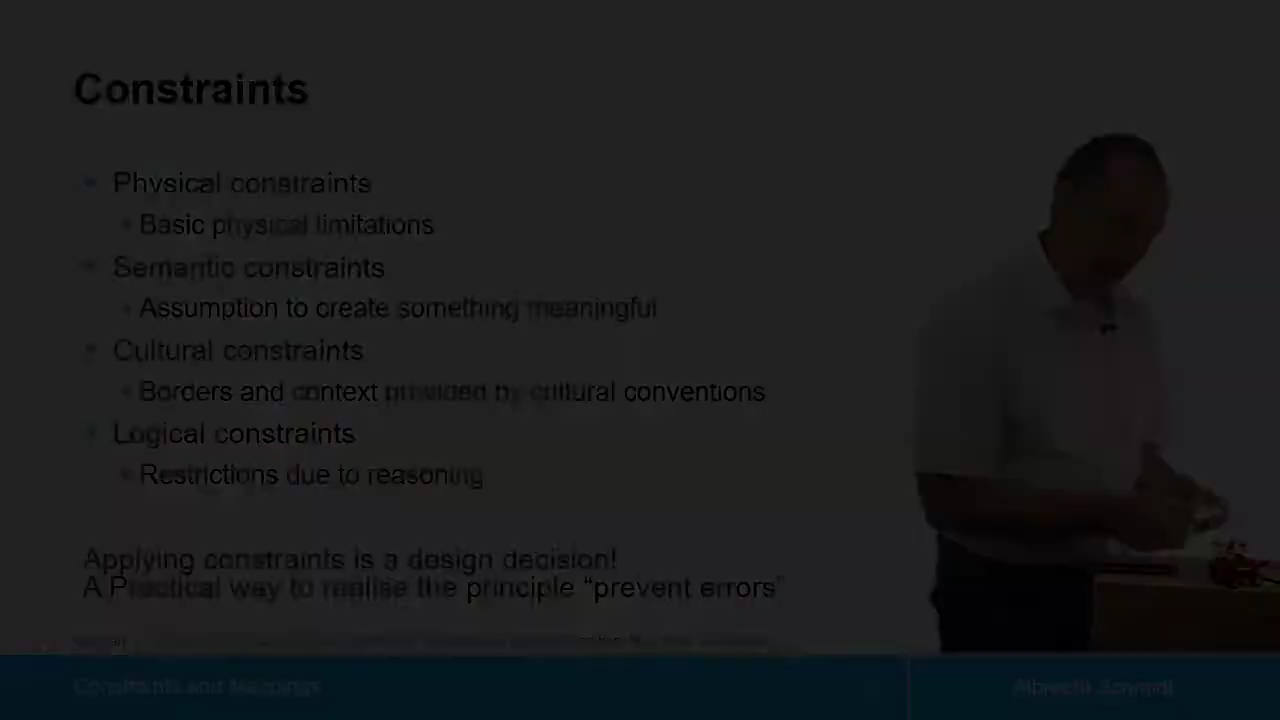 Constraints
Physical constraints
Basic physical limitations
Semantic constraints
Assumption to create something meaningful
Cultural constraints
Borders and context provided by cultural conventions
Logical constraints
Restrictions due to reasoning
Applying constraints is a design decision!
A Practical way to realise the principle “prevent errors”
Constraints and Mappings
Albrecht Schmidt